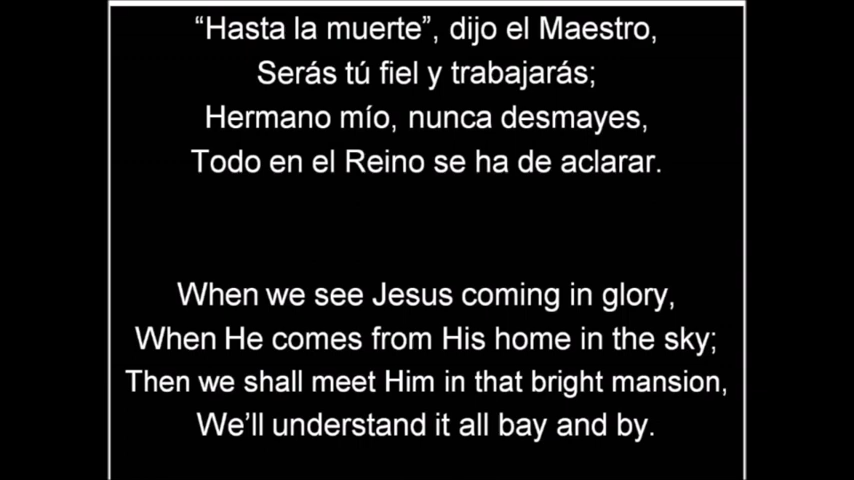 “Hasta la muerte”, dijo el Maestro,
Serás tú fiel y trabajarás;
Hermano mío, nunca desmayes,
Todo en el Reino se ha de aclarar.
When we see Jesus coming in glory,
When He comes from His home in the sky;
Then we shall meet Him in that bright mansion,
We’ll understand it all bay and by.